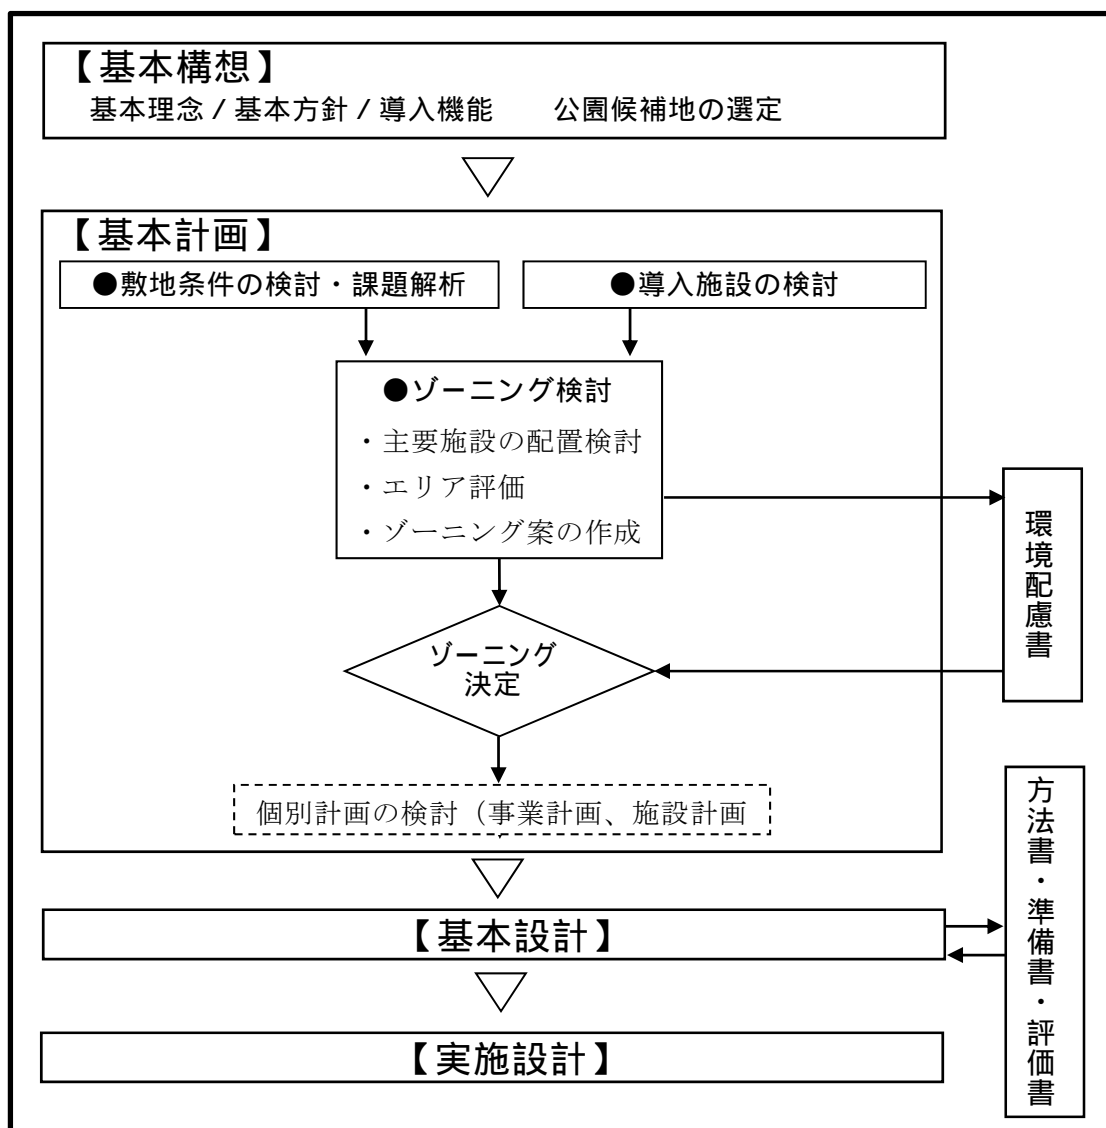 【基本構想】
基本理念/基本方針/導入機能　　公園候補地の選定
【基本計画】
●敷地条件の検討・課題解析
●導入施設の検討
●ゾーニング検討
・主要施設の配置検討
・エリア評価
・ゾーニング案の作成
環境配慮書
ゾーニング
決定
個別計画の検討（事業計画、施設計画
【基本設計】
方法書・準備書・評価書
【実施設計】